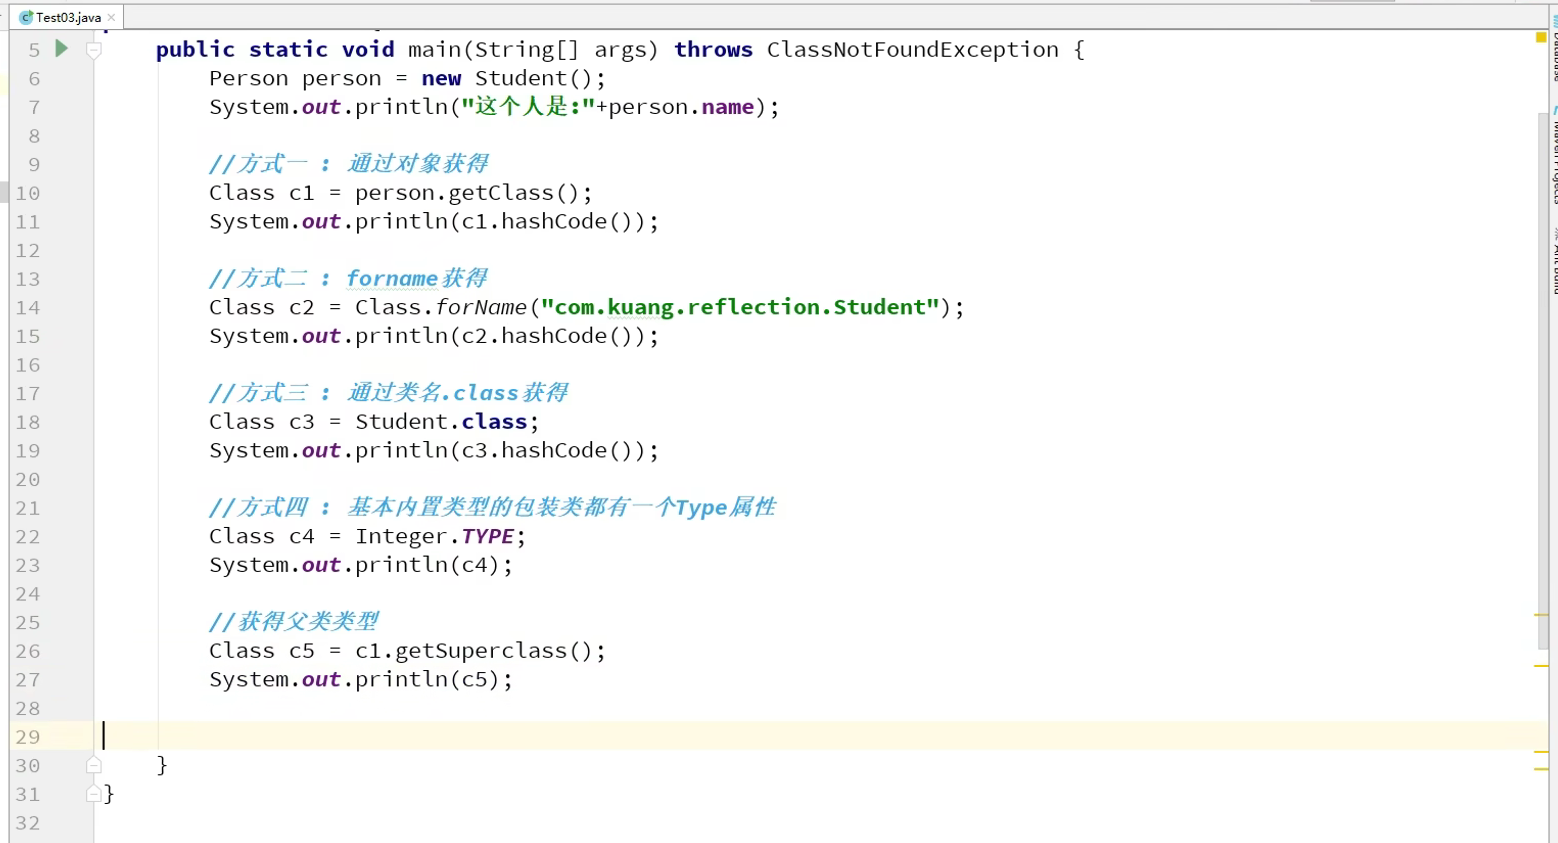 Test03.java
5 public static void main(String[] args) throws ClassNotFoundException {
6 Person person = new Student();
7 System.out.println("这个人是:"+person.name);
8
9 //方式一 : 通过对象获得
10 Class c1 = person.getClass();
11 System.out.println(c1.hashCode());
12
13 //方式二 : forname获得
14 Class c2 = Class.forName("com.kuang.reflection.Student");
15 System.out.println(c2.hashCode());
16
17 //方式三 : 通过类名.class获得
18 Class c3 = Student.class;
19 System.out.println(c3.hashCode());
20
21 //方式四 : 基本内置类型的包装类都有一个Type属性
22 Class c4 = Integer.TYPE;
23 System.out.println(c4);
24
25 //获得父类类型
26 Class c5 = c1.getSuperclass();
27 System.out.println(c5);
28
29
30 }
31 }
32